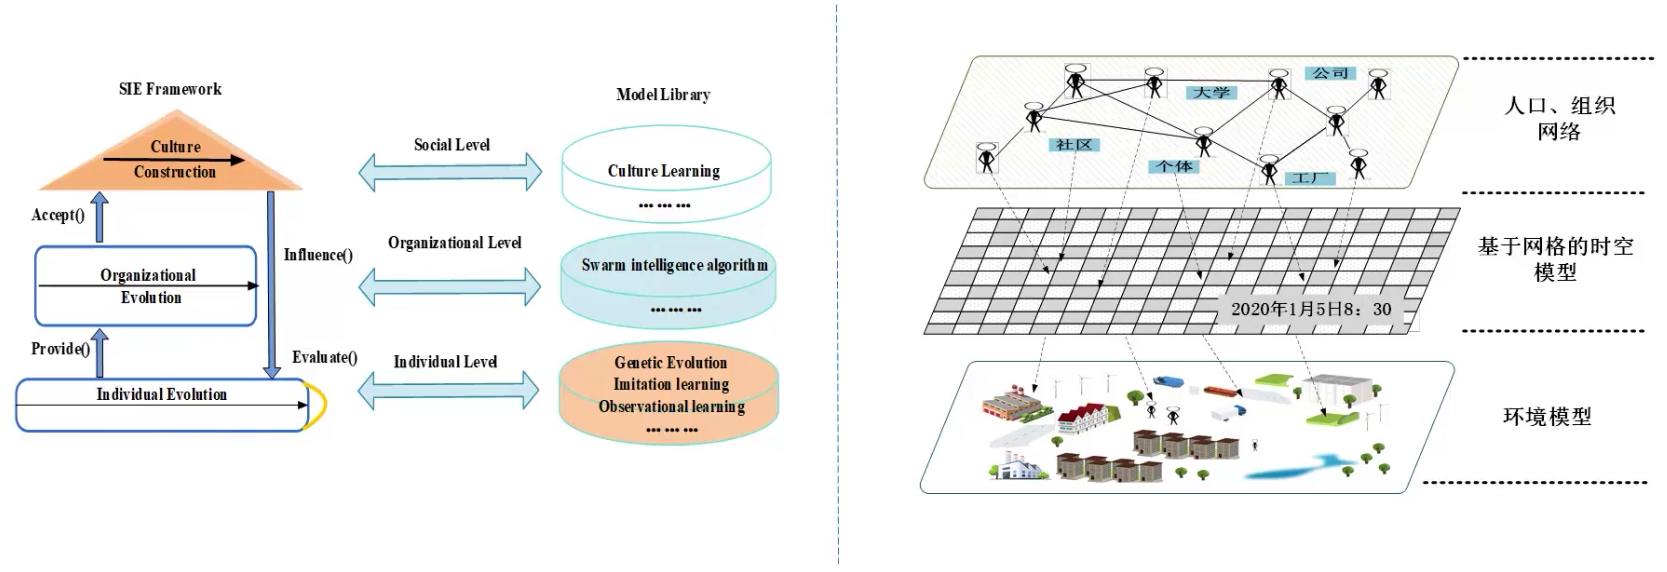 SIE Framework
Culture
Construction
Accept()
Influence()
Organizational
Evolution
Provide()
Evaluate()
Individual Evolution
Social Level
Organizational Level
Individual Level
Model Library
Culture Learning
... ... ...
Swarm intelligence algorithm
... ... ...
Genetic Evolution
Imitation learning
Observational learning
... ... ...
公司
大学
社区
个体
工厂
人口、组织
网络
2020年1月5日8：30
基于网格的时空
模型
环境模型